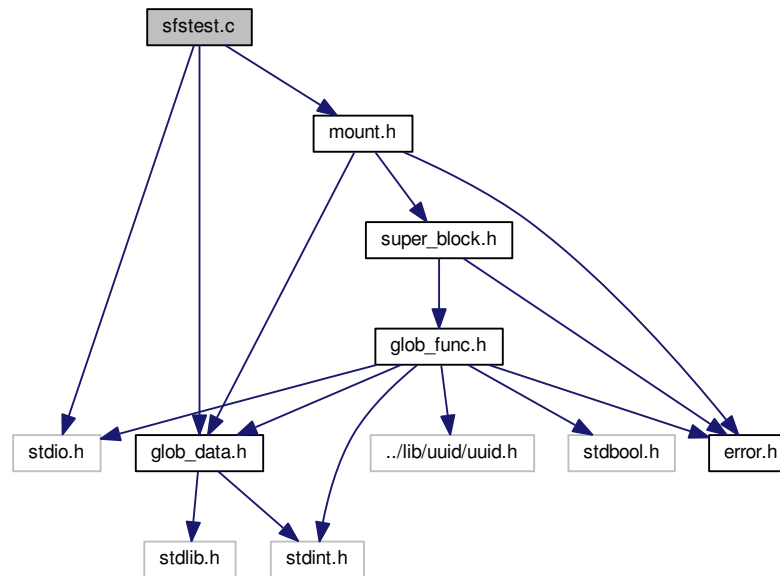 sfstest.c
mount.h
super_block.h
glob_func.h
stdio.h
glob_data.h
../lib/uuid/uuid.h
stdbool.h
error.h
stdlib.h
stdint.h